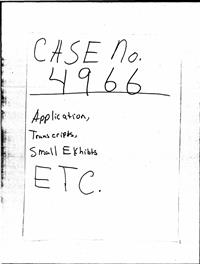 CASE No.
4966
Application,
Transcripts,
Small Exhibits
ETC.